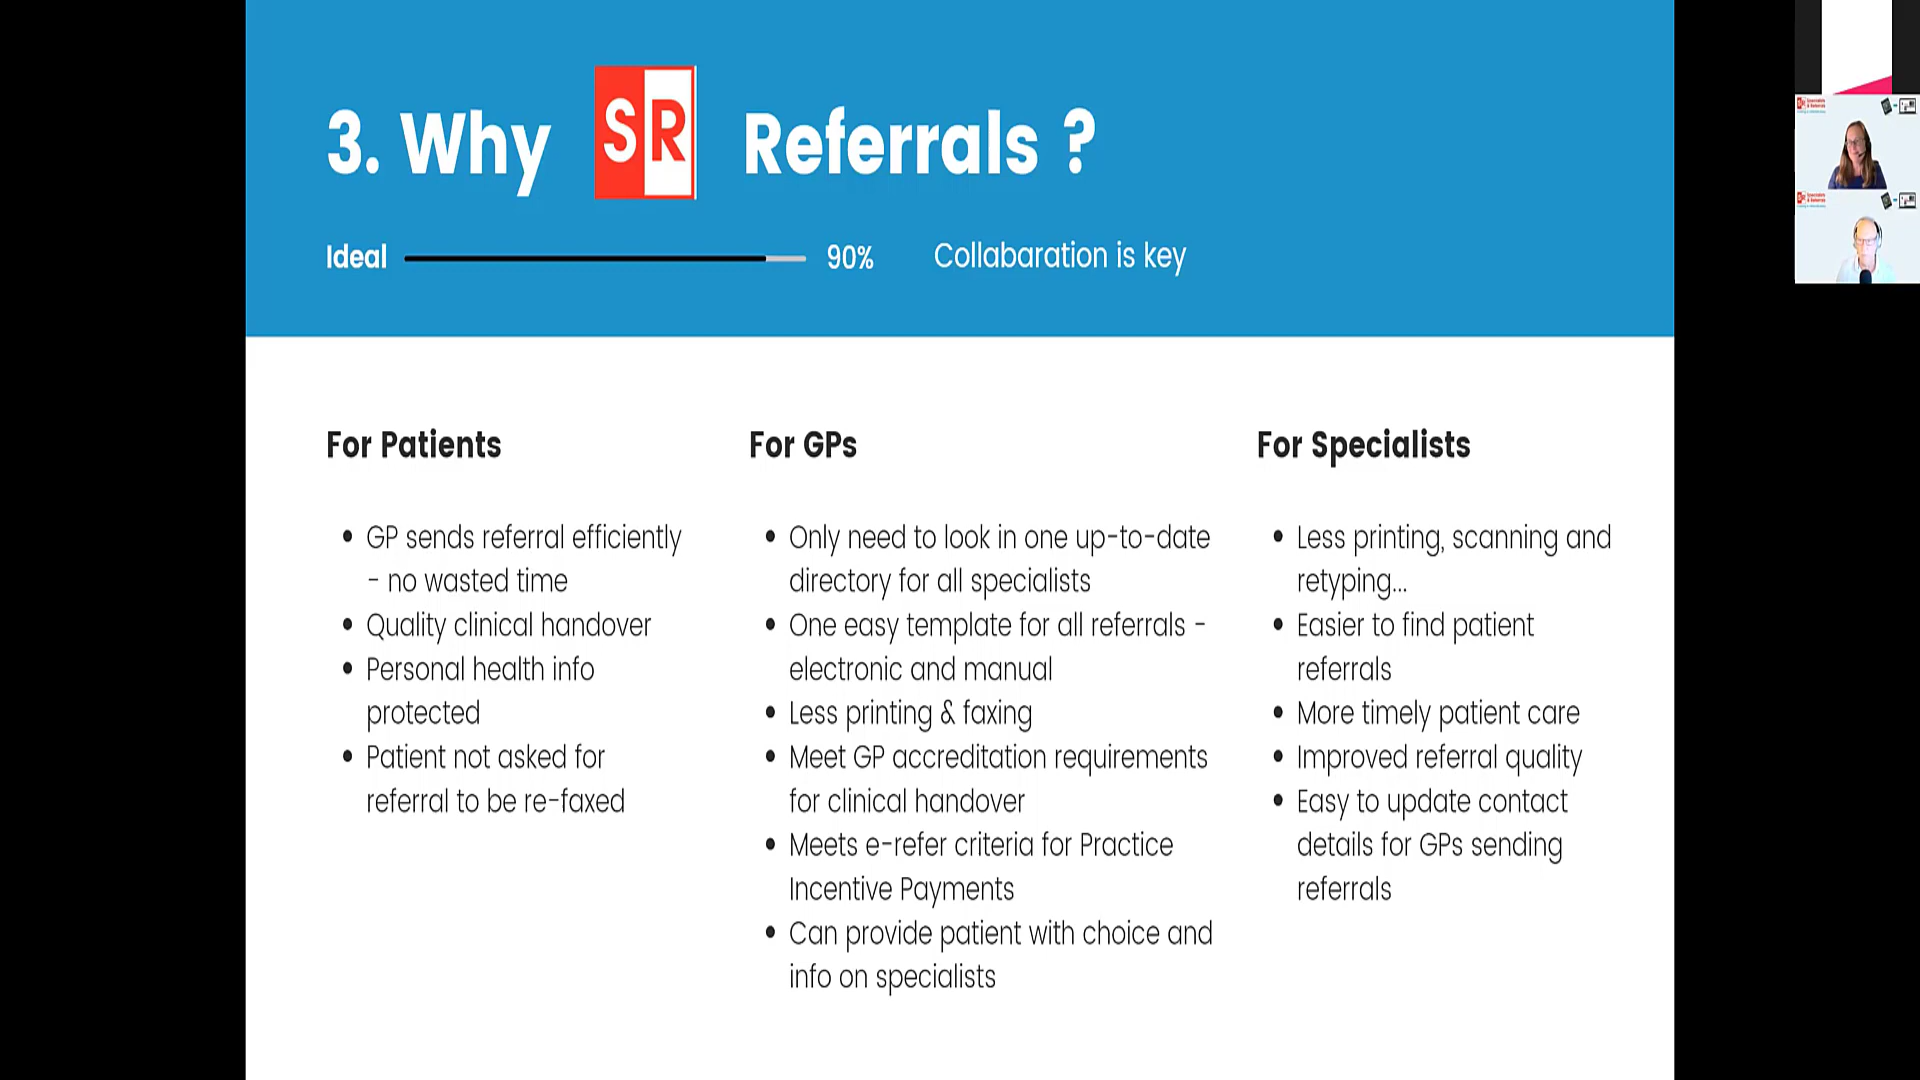 3. Why SR Referrals ?
Ideal 90% Collabaration is key
For Patients
GP sends referral efficiently
- no wasted time
Quality clinical handover
Personal health info
protected
Patient not asked for
referral to be re-faxed
For GPs
Only need to look in one up-to-date
directory for all specialists
One easy template for all referrals -
electronic and manual
Less printing & faxing
Meet GP accreditation requirements
for clinical handover
Meets e-refer criteria for Practice
Incentive Payments
Can provide patient with choice and
info on specialists
For Specialists
Less printing, scanning and
retyping...
Easier to find patient
referrals
More timely patient care
Improved referral quality
Easy to update contact
details for GPs sending
referrals